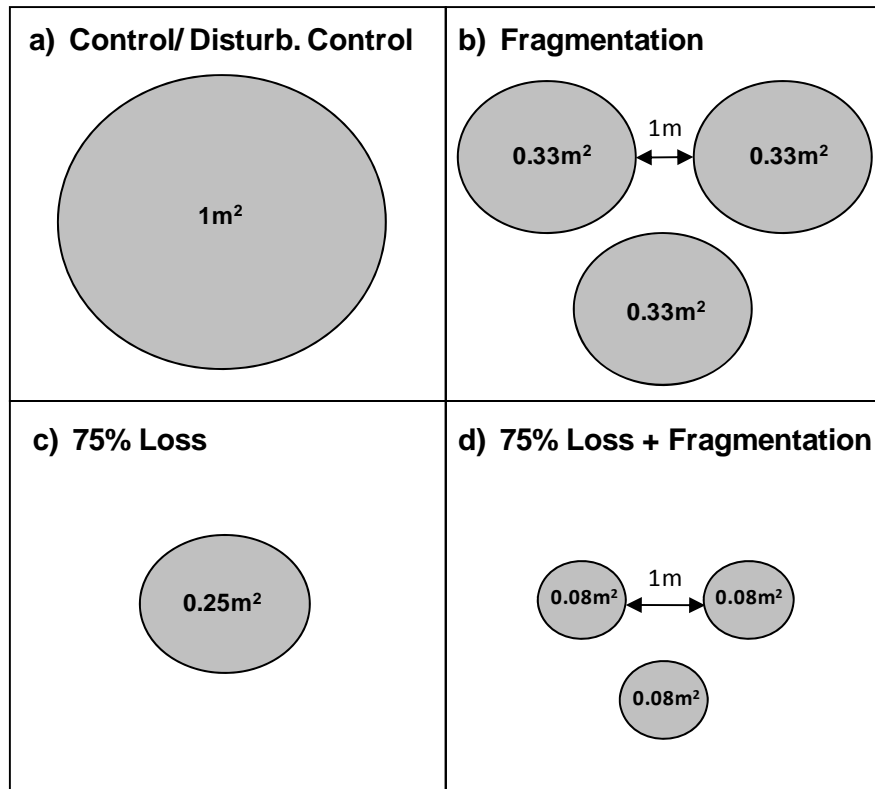 a) Control/ Disturb. Control
1m²
b) Fragmentation
1m
0.33m²
0.33m²
0.33m²
c) 75% Loss
0.25m²
d) 75% Loss + Fragmentation
1m
0.08m²
0.08m²
0.08m²